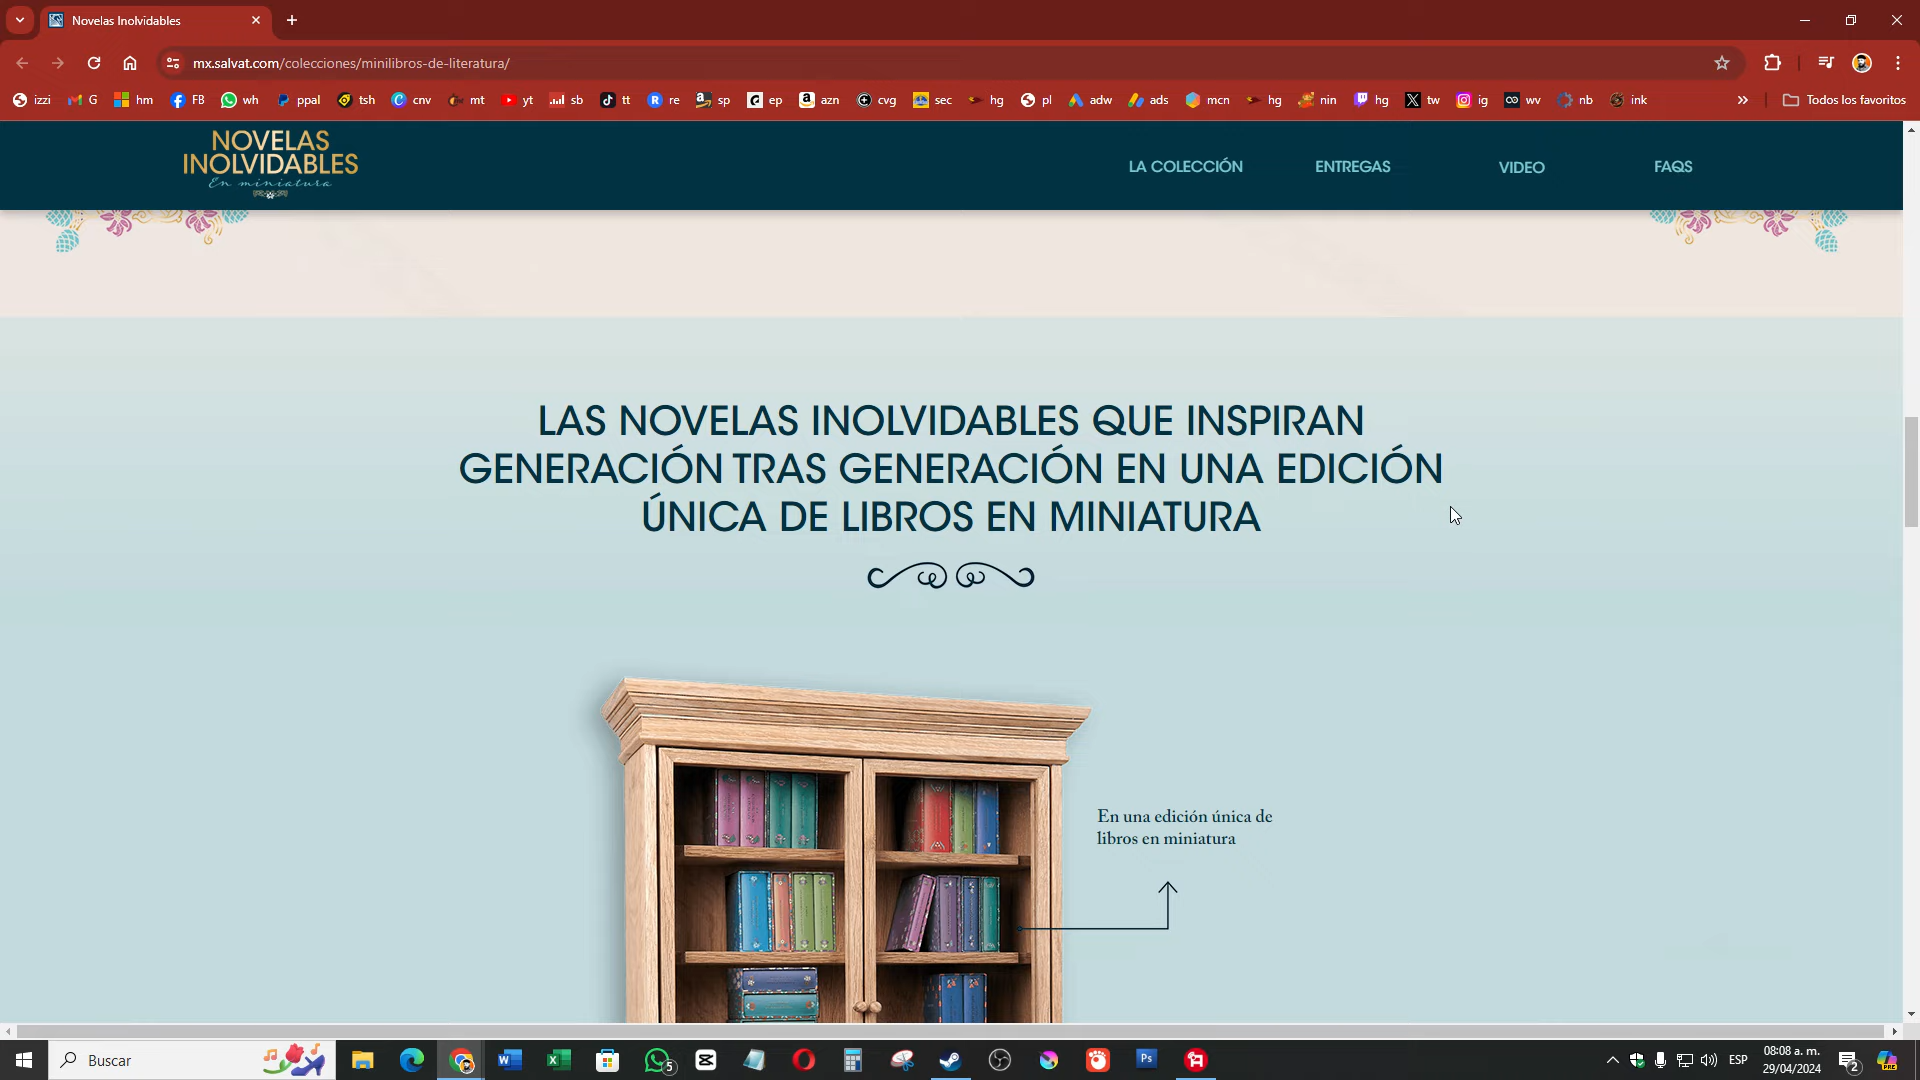 Novelas Inolvidables
mx.salvat.com/colecciones/minilibros-de-literatura/
izzi
G
hm
FB
wh
ppal
tsh
cnv
mt
yt
sb
tt
re
sp
ep
azn
cvg
sec
hg
pl
adw
ads
mcn
hg
nin
hg
tw
ig
wv
nb
ink
Todos los favoritos
NOVELAS
INOLVIDABLES
En miniatura
LA COLECCIÓN
ENTREGAS
VIDEO
FAQS
LAS NOVELAS INOLVIDABLES QUE INSPIRAN
GENERACIÓN TRAS GENERACIÓN EN UNA EDICIÓN
ÚNICA DE LIBROS EN MINIATURA
En una edición única de
libros en miniatura
Buscar
5
Ps
ESP
08:08 a. m.
29/04/2024
2
PRE